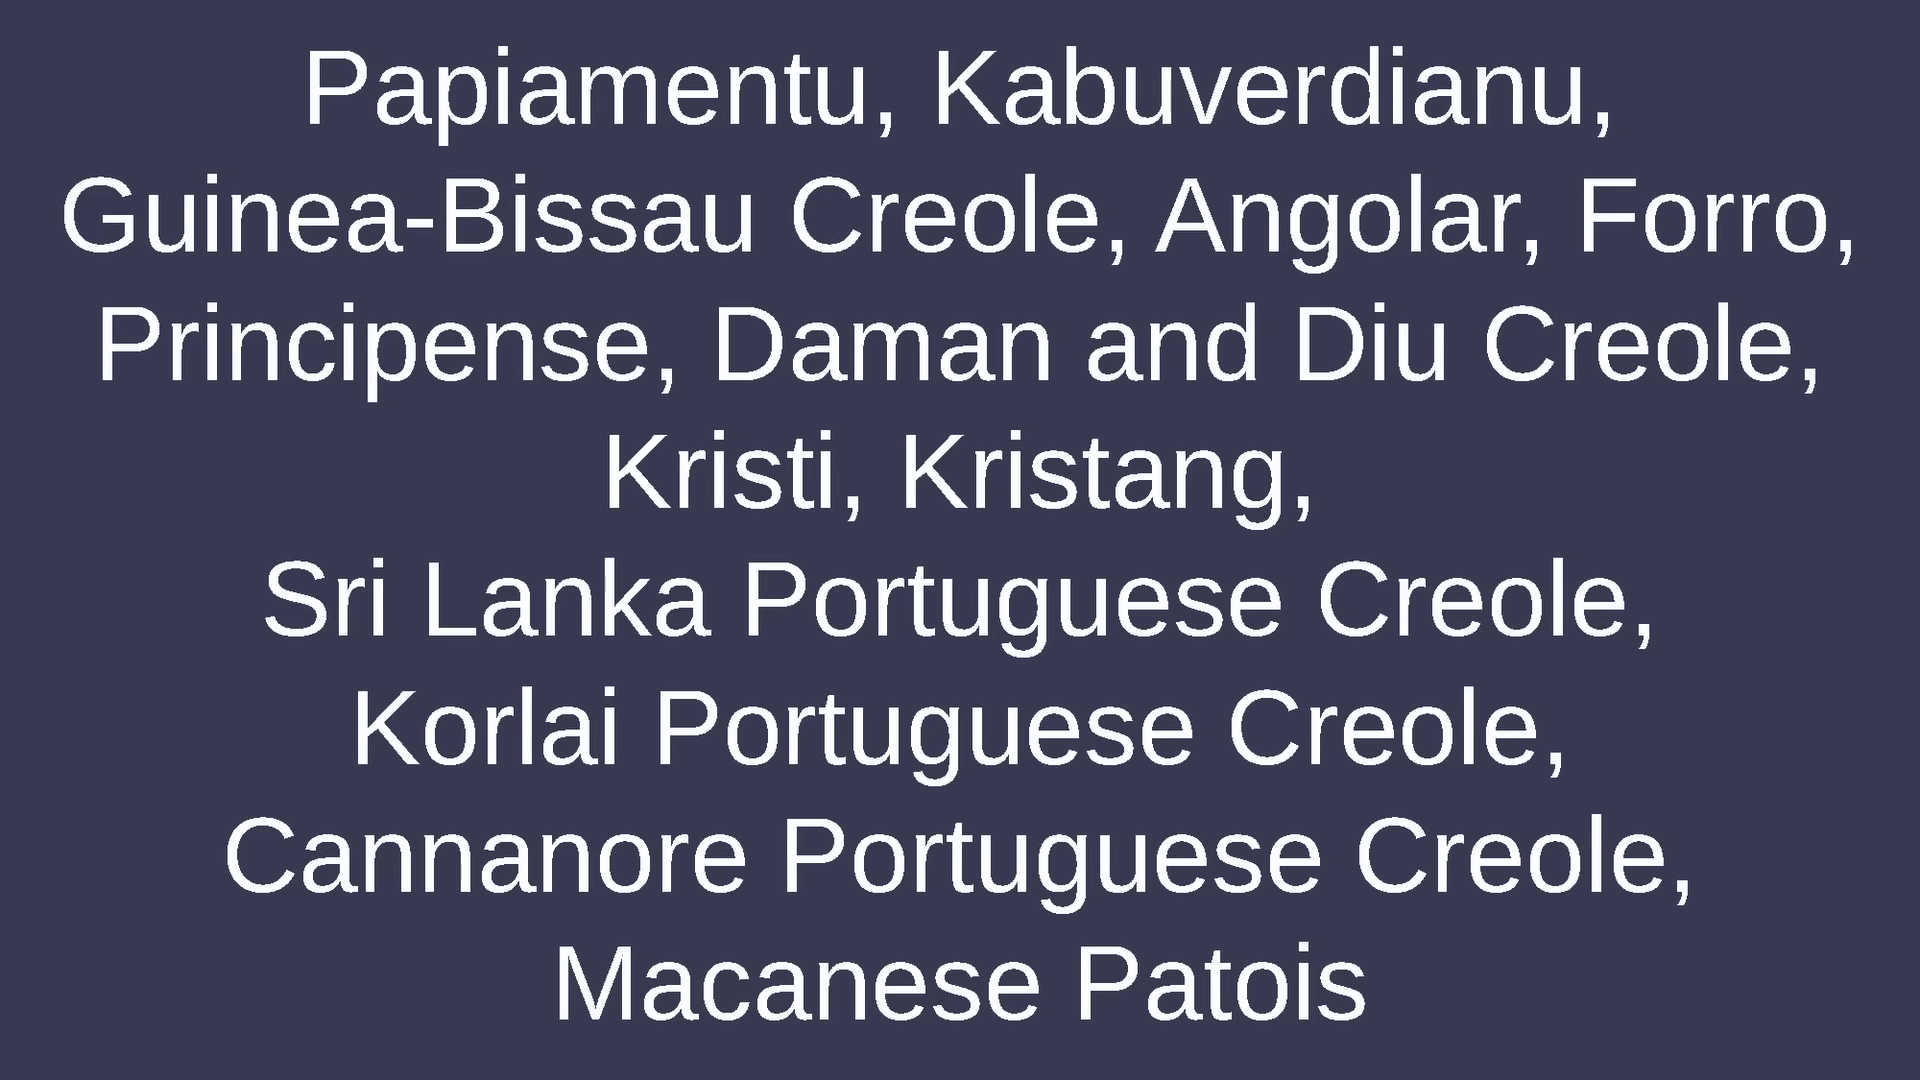 Papiamentu, Kabuverdianu,
Guinea-Bissau Creole, Angolar, Forro,
Principense, Daman and Diu Creole,
Kristi, Kristang,
Sri Lanka Portuguese Creole,
Korlai Portuguese Creole,
Cannanore Portuguese Creole,
Macanese Patois